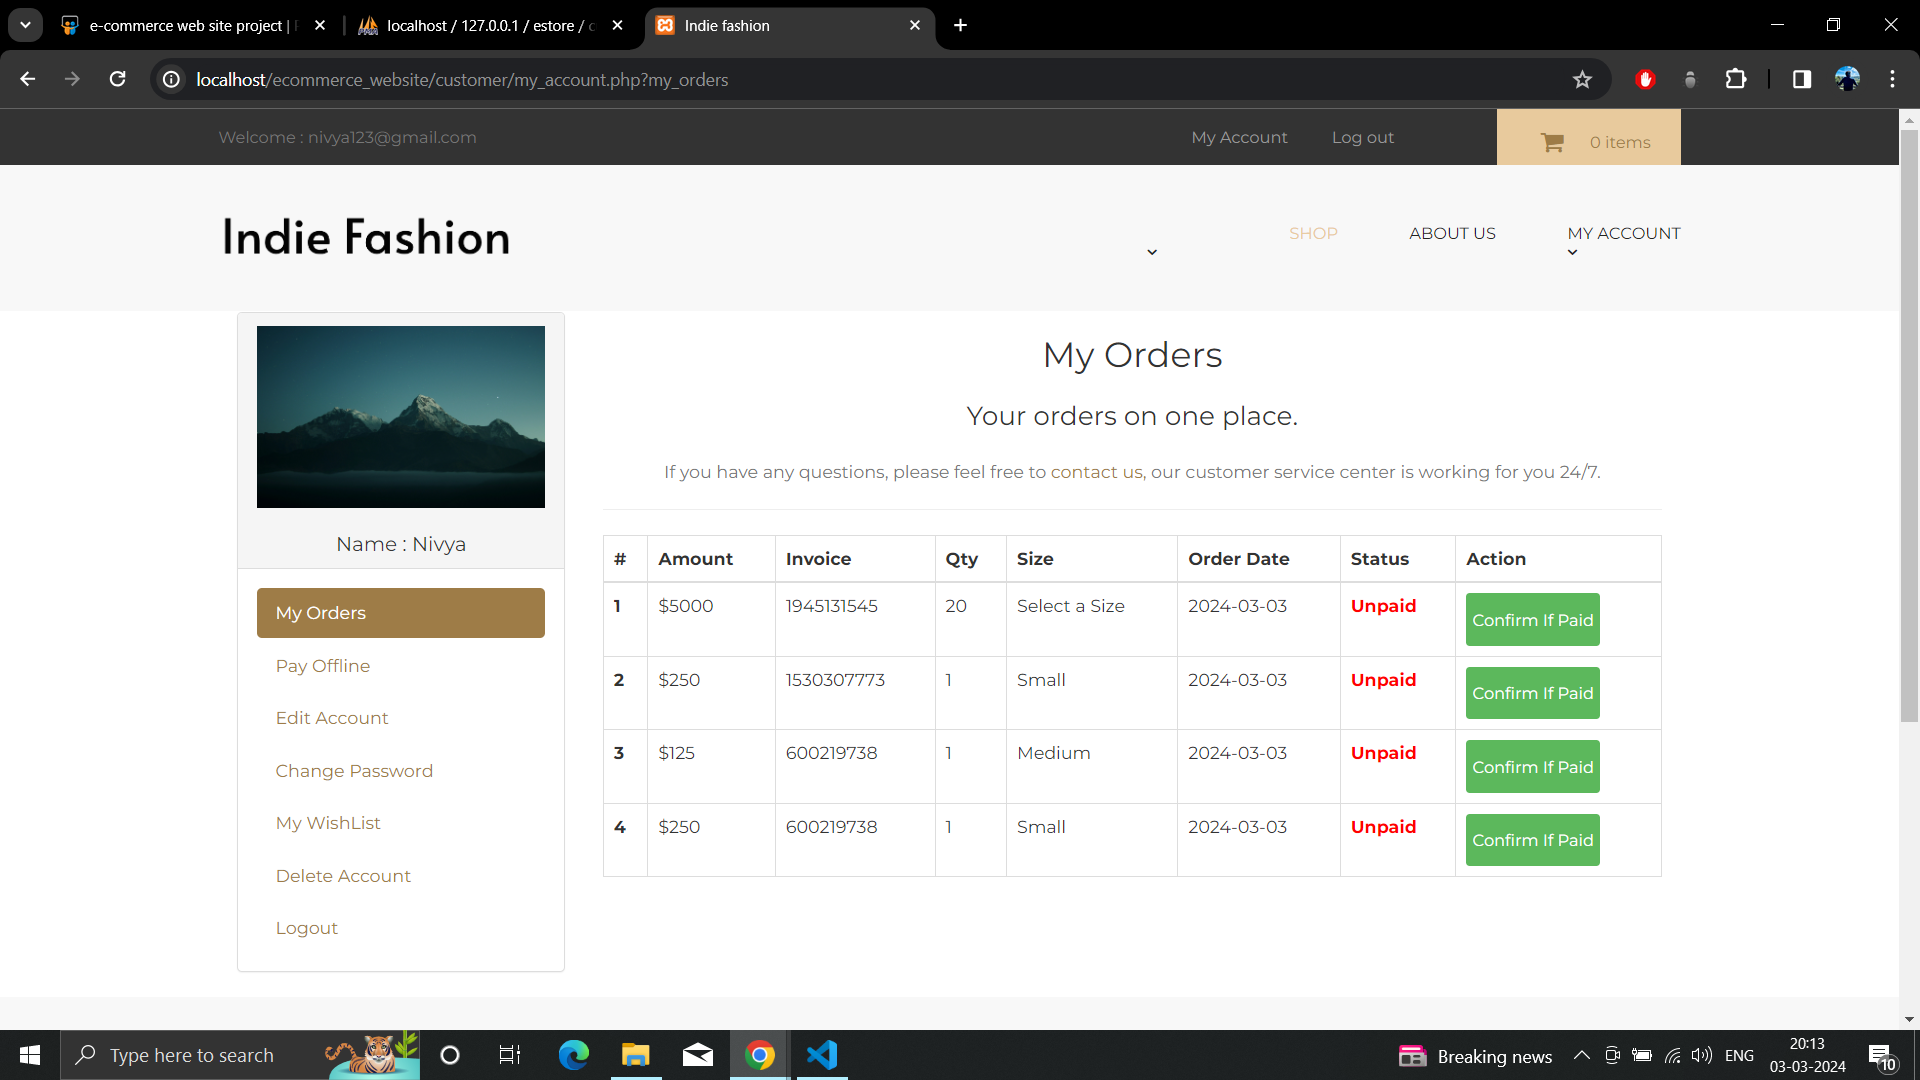 e-commerce web site project |
localhost / 127.0.0.1 / estore /
Indie fashion
localhost/ecommerce_website/customer/my_account.php?my_orders
Welcome : nivya123@gmail.com
My Account
Log out
0 items
Indie Fashion
SHOP
ABOUT US
MY ACCOUNT
Name : Nivya
My Orders
Pay Offline
Edit Account
Change Password
My WishList
Delete Account
Logout
My Orders
Your orders on one place.
If you have any questions, please feel free to contact us, our customer service center is working for you 24/7.
# Amount Invoice Qty Size Order Date Status Action
1 $5000 1945131545 20 Select a Size 2024-03-03 Unpaid Confirm If Paid
2 $250 1530307773 1 Small 2024-03-03 Unpaid Confirm If Paid
3 $125 600219738 1 Medium 2024-03-03 Unpaid Confirm If Paid
4 $250 600219738 1 Small 2024-03-03 Unpaid Confirm If Paid
Type here to search
Breaking news
ENG
20:13
03-03-2024
10